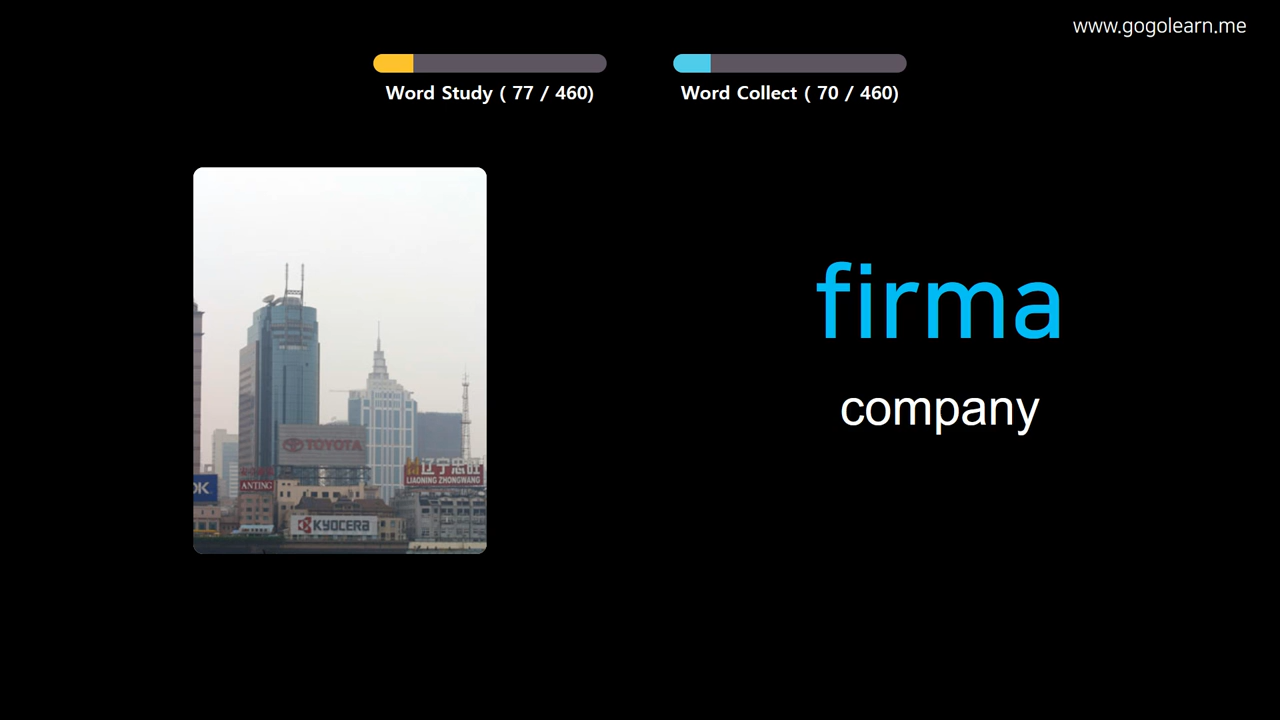 www.gogolearn.me
Word Study ( 77 / 460)
Word Collect ( 70 / 460)
firma
company
TOYOTA
辽宁忠旺
LIAONING ZHONGWANG
OK
ANTING
KYOCERA